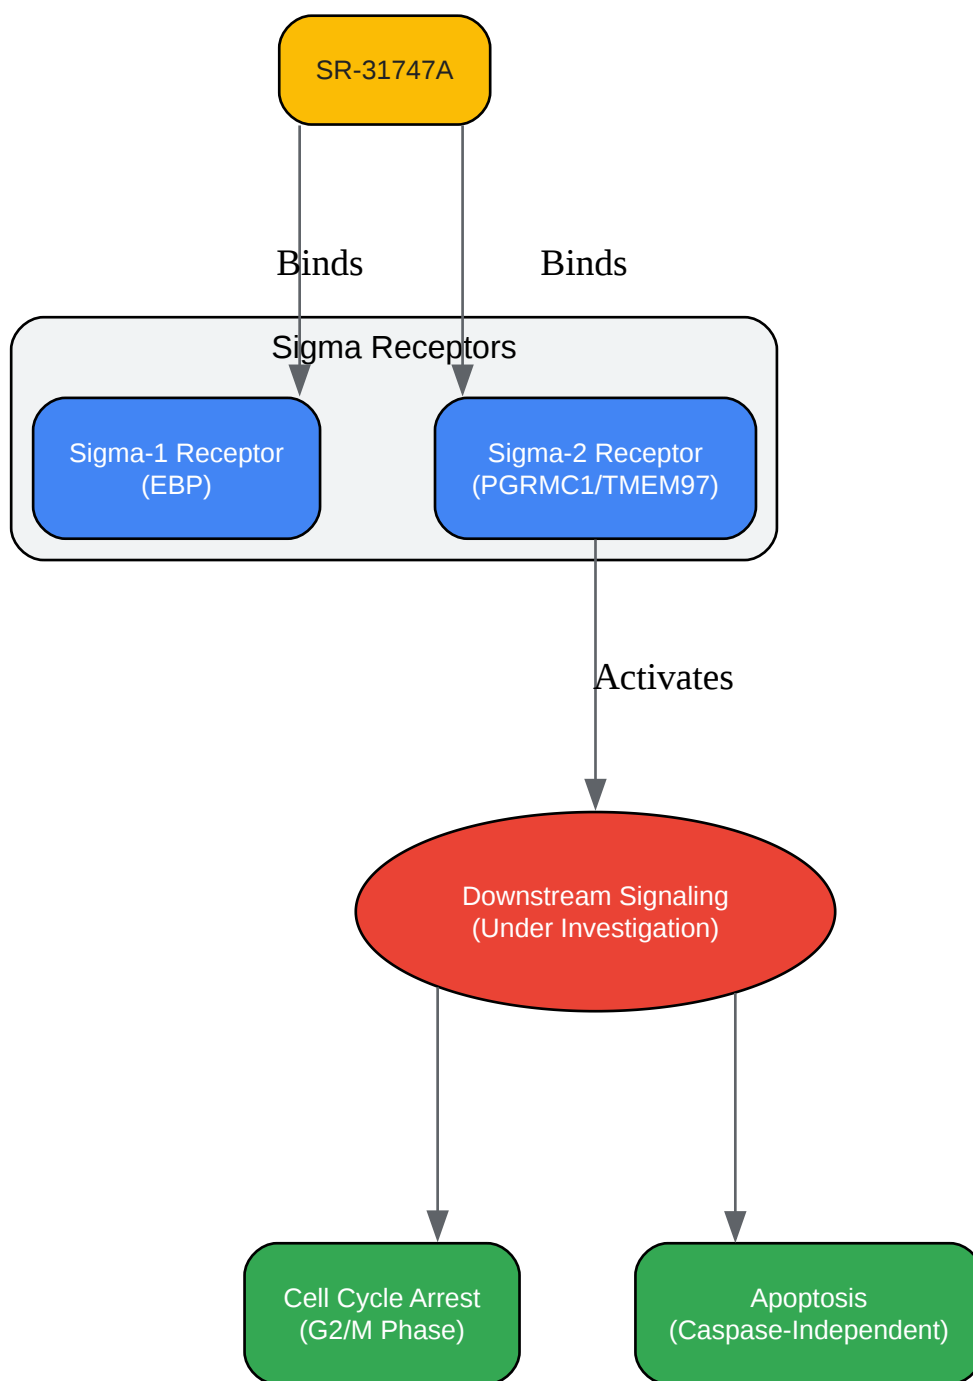 SR-31747A
Binds
Binds
Sigma Receptors
Sigma-1 Receptor
(EBP)
Sigma-2 Receptor
(PGRMC1/TMEM97)
Activates
Downstream Signaling
(Under Investigation)
Cell Cycle Arrest
(G2/M Phase)
Apoptosis
(Caspase-Independent)